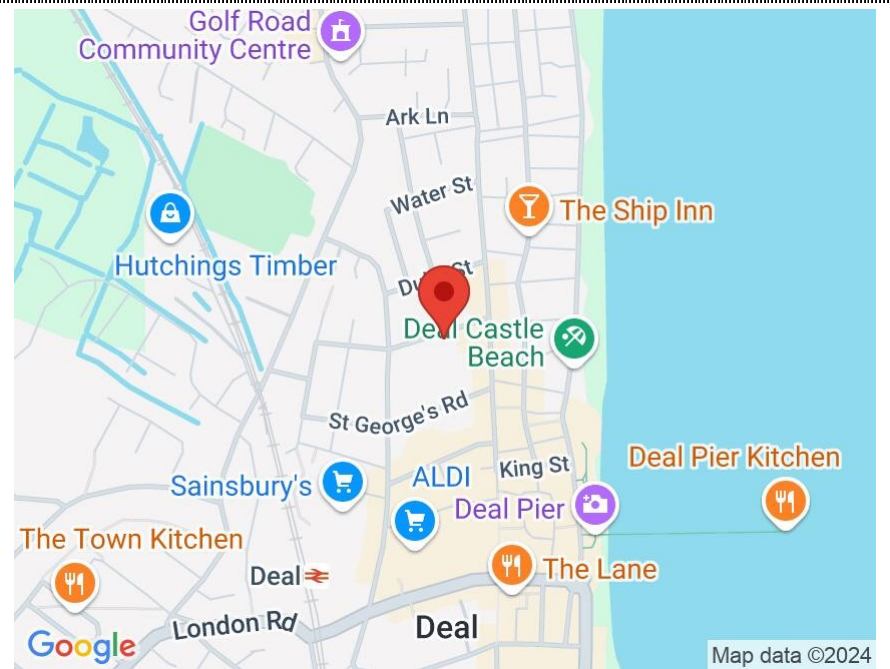 Golf Road
Community Centre
Ark Ln
Water St
The Ship Inn
Hutchings Timber
St
Deal Castle
Beach
St George's Rd
King St
Deal Pier Kitchen
ALDI
Sainsbury's
Deal Pier
The Town Kitchen
The Lane
Deal
London Rd
Deal
Google
Map data ©2024